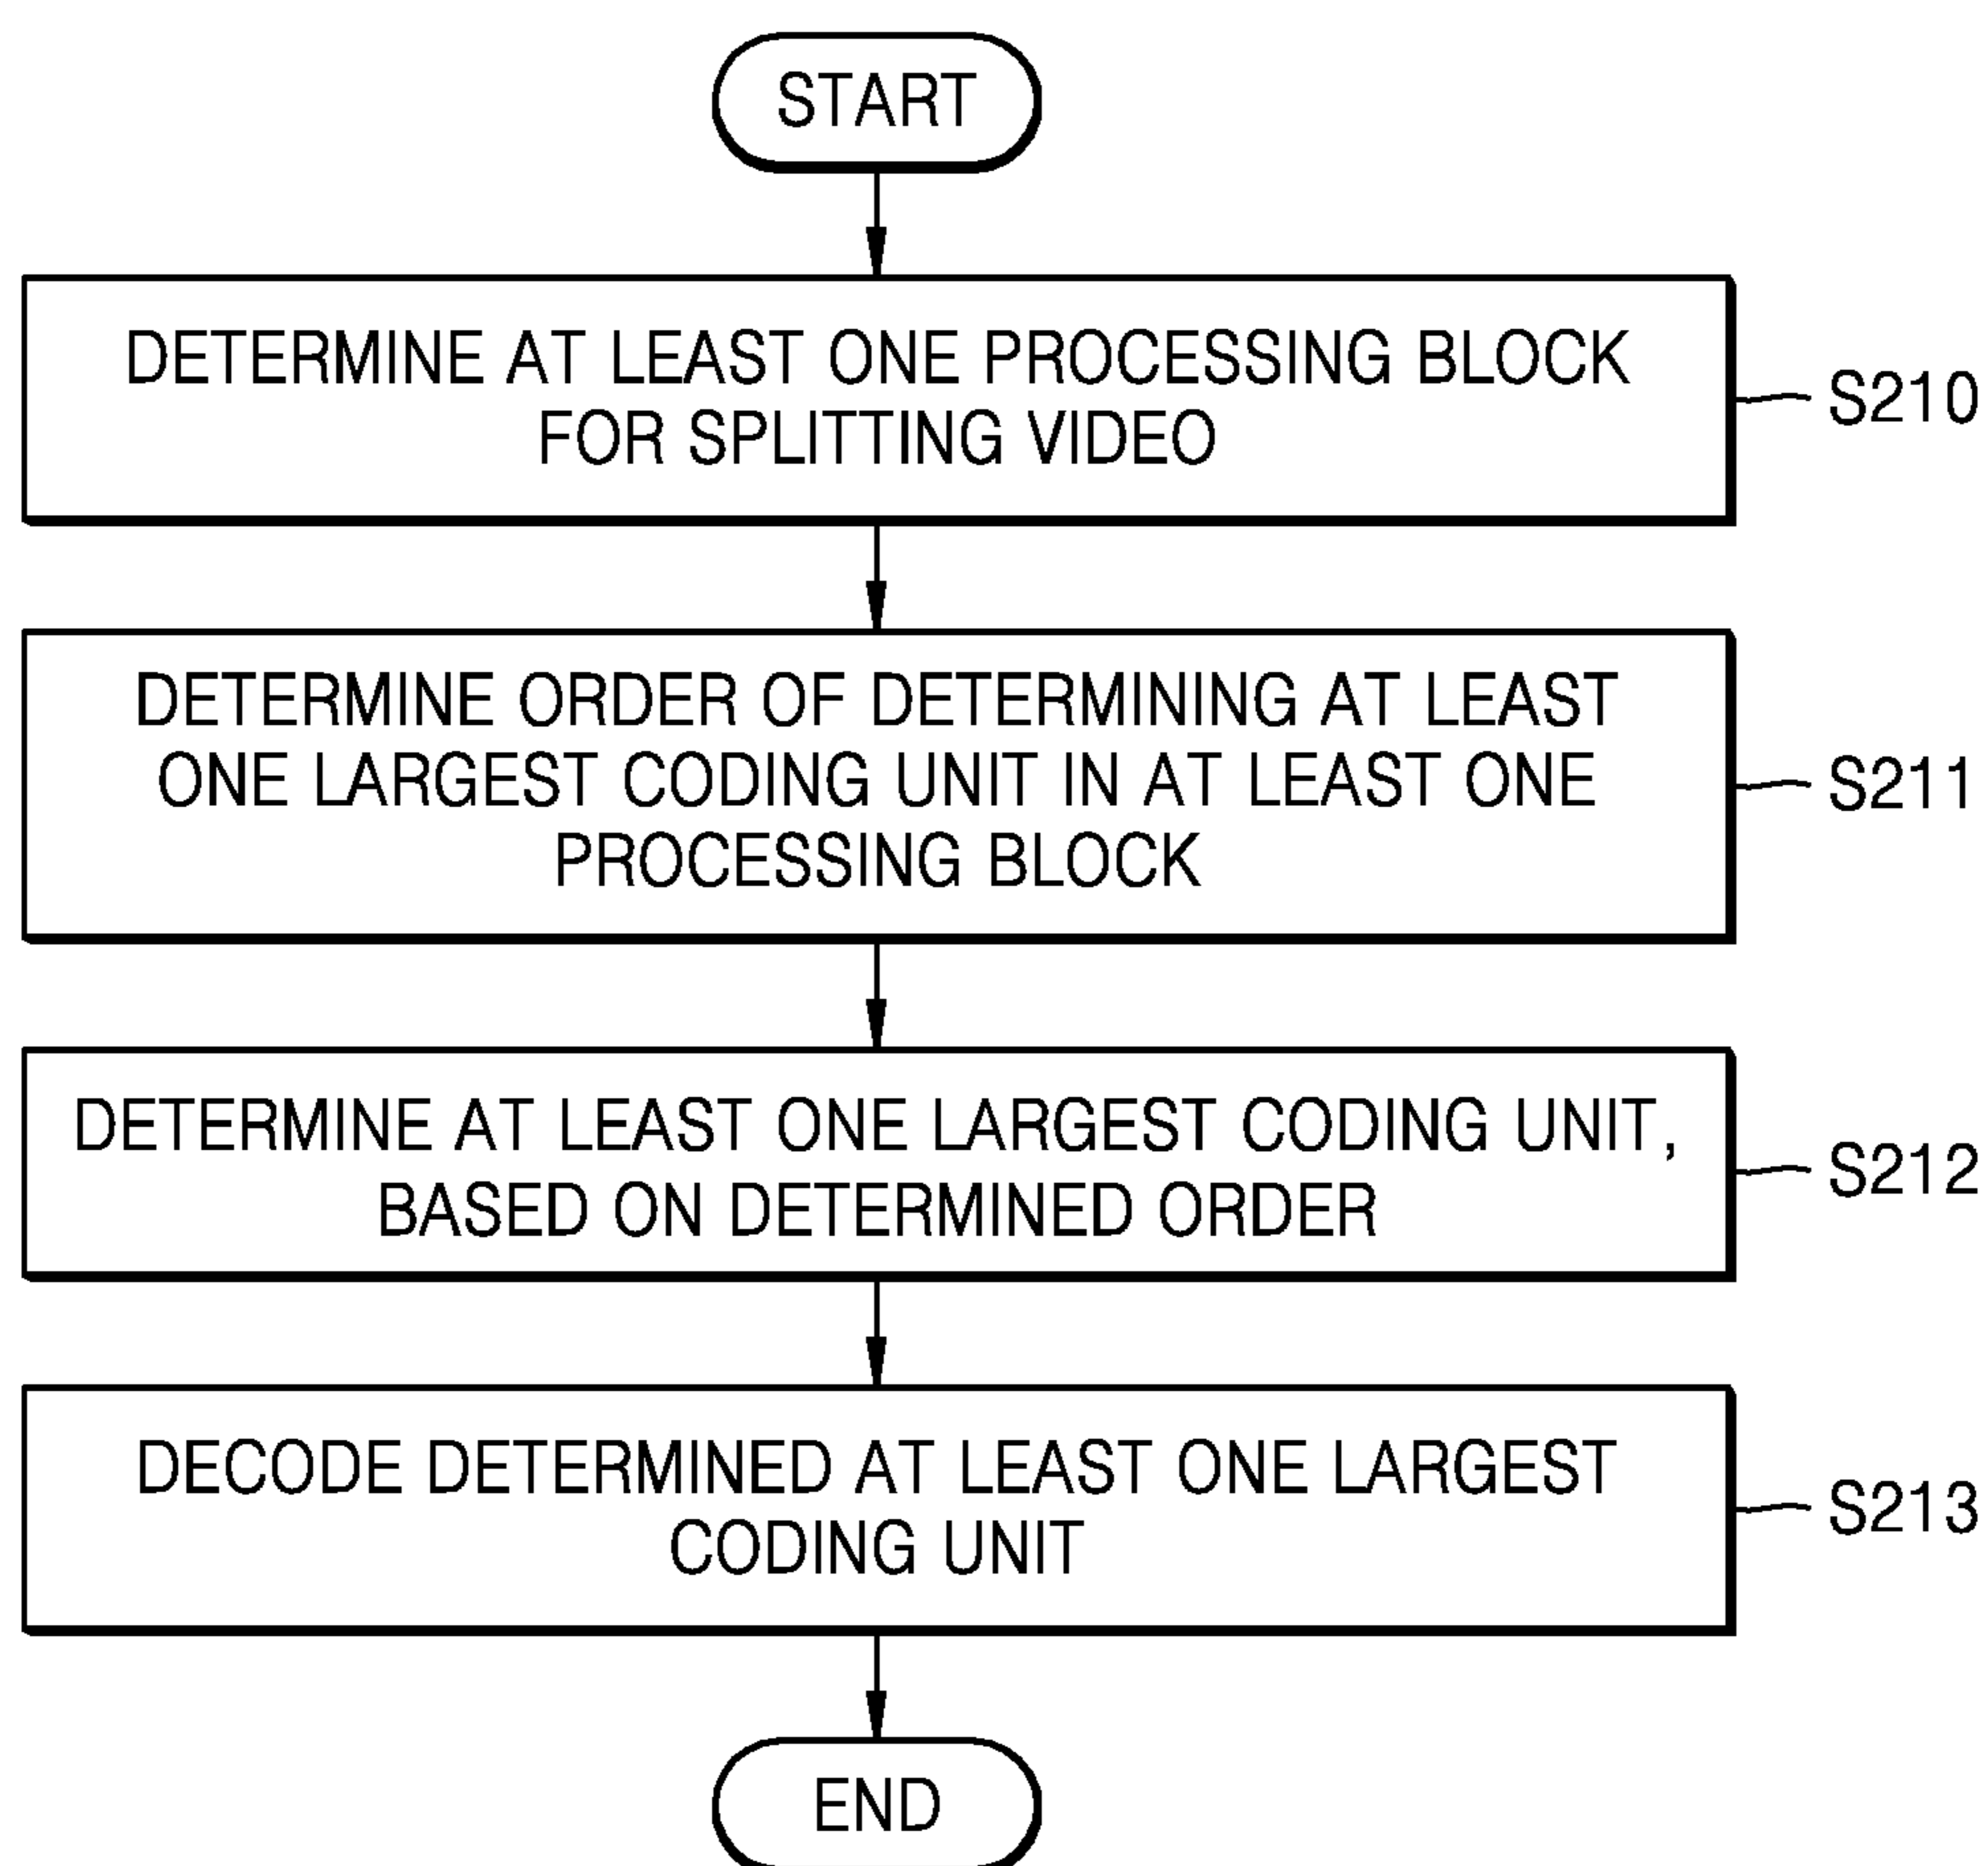 START
DETERMINE AT LEAST ONE PROCESSING BLOCK
FOR SPLITTING VIDEO
S210
DETERMINE ORDER OF DETERMINING AT LEAST
ONE LARGEST CODING UNIT IN AT LEAST ONE
PROCESSING BLOCK
S211
DETERMINE AT LEAST ONE LARGEST CODING UNIT,
BASED ON DETERMINED ORDER
S212
DECODE DETERMINED AT LEAST ONE LARGEST
CODING UNIT
S213
END